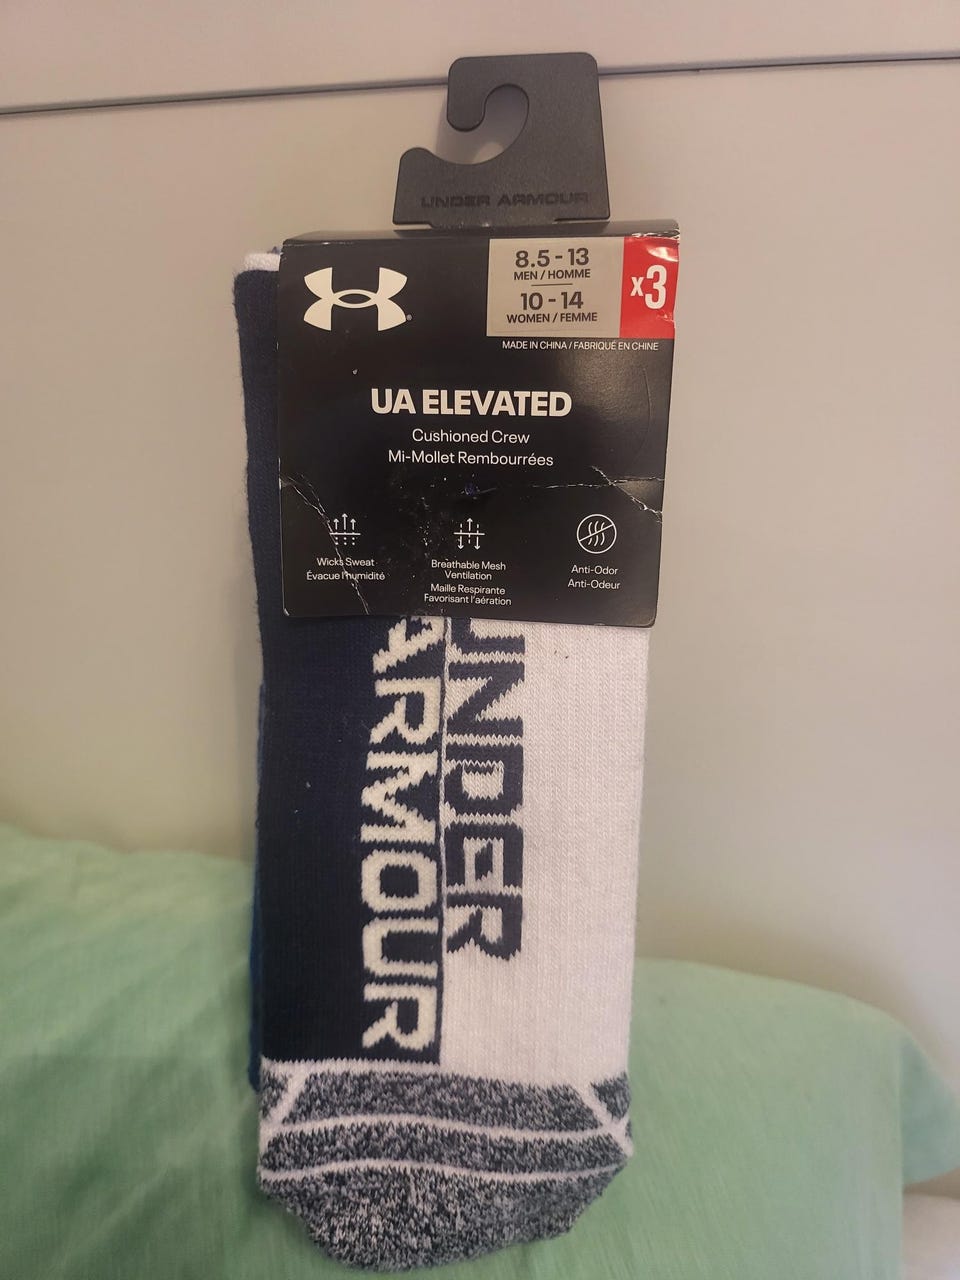 UNDER ARMOUR
8.5 - 13
MEN / HOMME
10 - 14
WOMEN / FEMME
x3
MADE IN CHINA / FABRIQUÉ EN CHINE
UA ELEVATED
Cushioned Crew
Mi-Mollet Rembourrées
Wicks Sweat
Évacue l'humidité
Breathable Mesh
Ventilation
Maille Respirante
Favorisant l'aération
Anti-Odor
Anti-Odeur
UNDER
ARMOUR